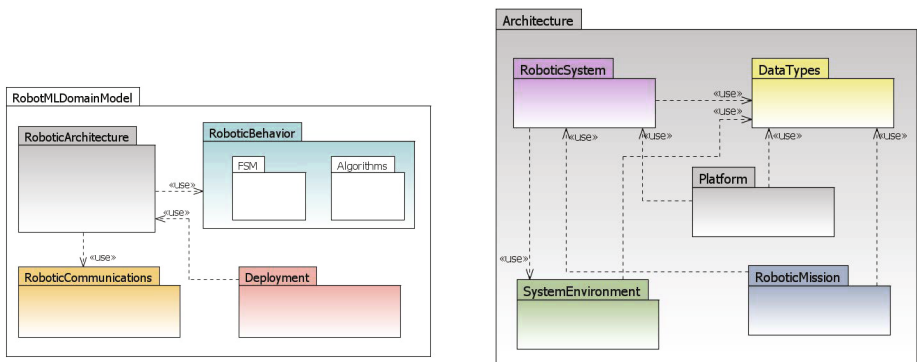 RobotMLDomainModel
RoboticArchitecture
RoboticBehavior
FSM
Algorithms
«use»
«use»
«use»
RoboticCommunications
Deployment
Architecture
RoboticSystem
DataTypes
«use»
«use»
«use»
«use»
«use»
«use»
Platform
«use»
SystemEnvironment
RoboticMission